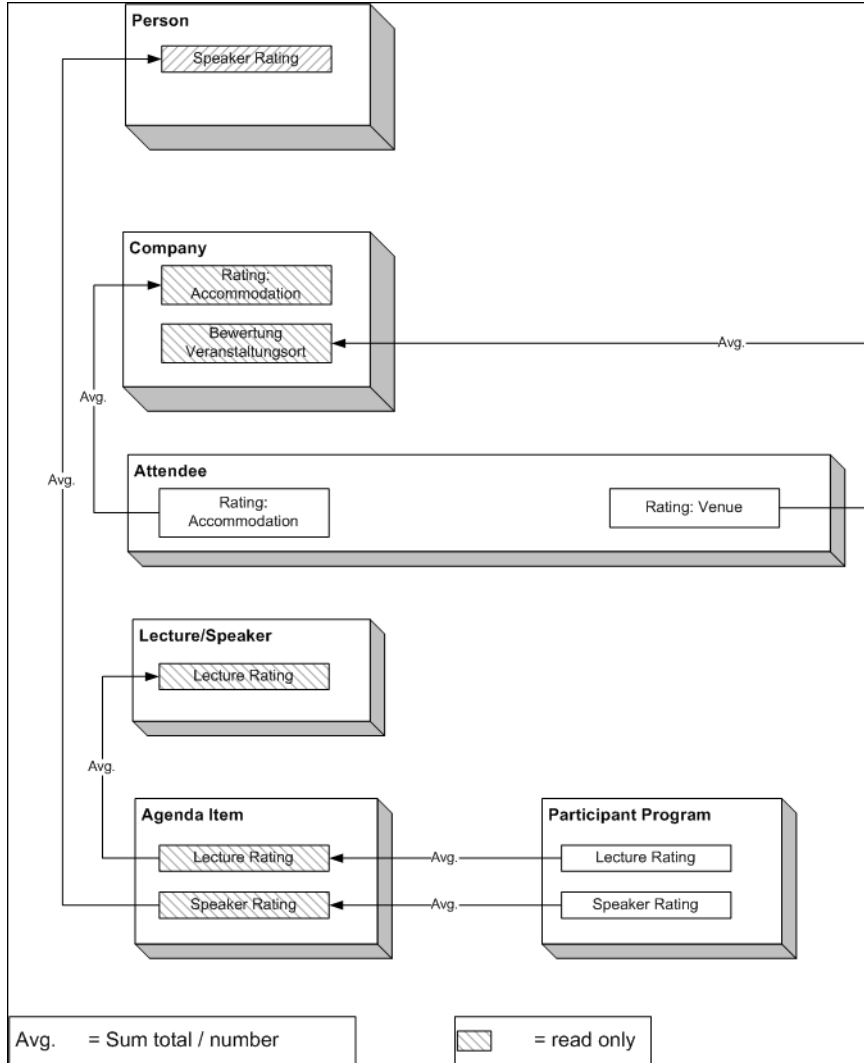 Person
Speaker Rating
Company
Rating:
Accommodation
Bewertung
Veranstaltungsort
Avg.
Avg.
Attendee
Avg.
Rating:
Accommodation
Rating: Venue
Lecture/Speaker
Lecture Rating
Avg.
Agenda Item
Participant Program
Lecture Rating
Avg.
Lecture Rating
Speaker Rating
Avg.
Speaker Rating
Avg. = Sum total / number
= read only